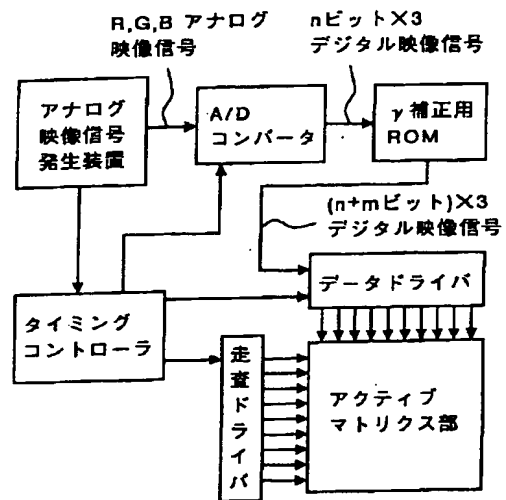 R,G,B アナログ
映像信号
nビット×3
デジタル映像信号
アナログ
映像信号
発生装置
A/D
コンバータ
γ補正用
ROM
(n+mビット)×3
デジタル映像信号
データドライバ
タイミング
コントローラ
走査ドライバ
アクティブ
マトリクス部